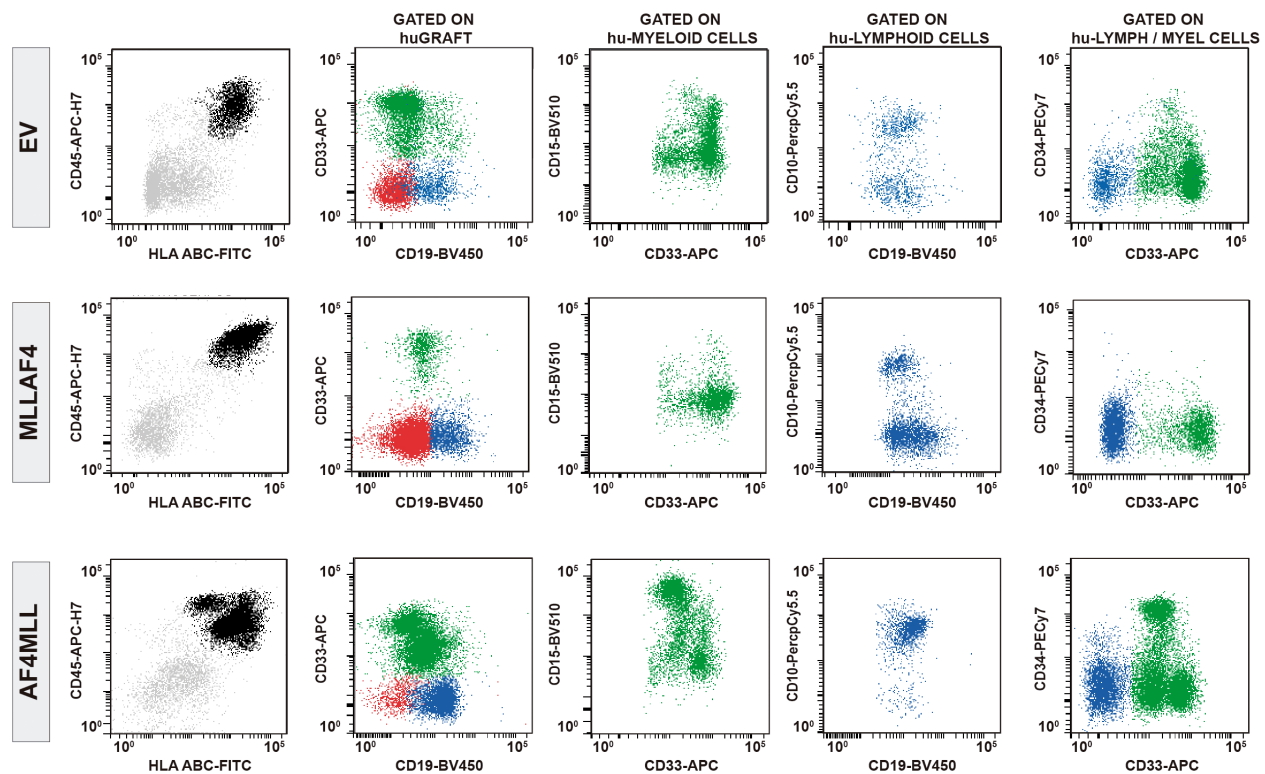 GATED ON
huGRAFT
GATED ON
hu-MYELOID CELLS
GATED ON
hu-LYMPHOID CELLS
GATED ON
hu-LYMPH / MYEL CELLS
EV
CD45-APC-H7
10⁵
10⁰
10⁰
10⁵
HLA ABC-FITC
CD33-APC
10⁵
10⁰
10⁰
10⁵
CD19-BV450
CD15-BV510
10⁵
10⁰
10⁰
10⁵
CD33-APC
CD10-PercpCy5.5
10⁵
10⁰
10⁰
10⁵
CD19-BV450
CD34-PECy7
10⁵
10⁰
10⁰
10⁵
CD33-APC
MLLAF4
CD45-APC-H7
10⁵
10⁰
10⁰
10⁵
HLA ABC-FITC
CD33-APC
10⁵
10⁰
10⁰
10⁵
CD19-BV450
CD15-BV510
10⁵
10⁰
10⁰
10⁵
CD33-APC
CD10-PercpCy5.5
10⁵
10⁰
10⁰
10⁵
CD19-BV450
CD34-PECy7
10⁵
10⁰
10⁰
10⁵
CD33-APC
AF4MLL
CD45-APC-H7
10⁵
10⁰
10⁰
10⁵
HLA ABC-FITC
CD33-APC
10⁵
10⁰
10⁰
10⁵
CD19-BV450
CD15-BV510
10⁵
10⁰
10⁰
10⁵
CD33-APC
CD10-PercpCy5.5
10⁵
10⁰
10⁰
10⁵
CD19-BV450
CD34-PECy7
10⁵
10⁰
10⁰
10⁵
CD33-APC